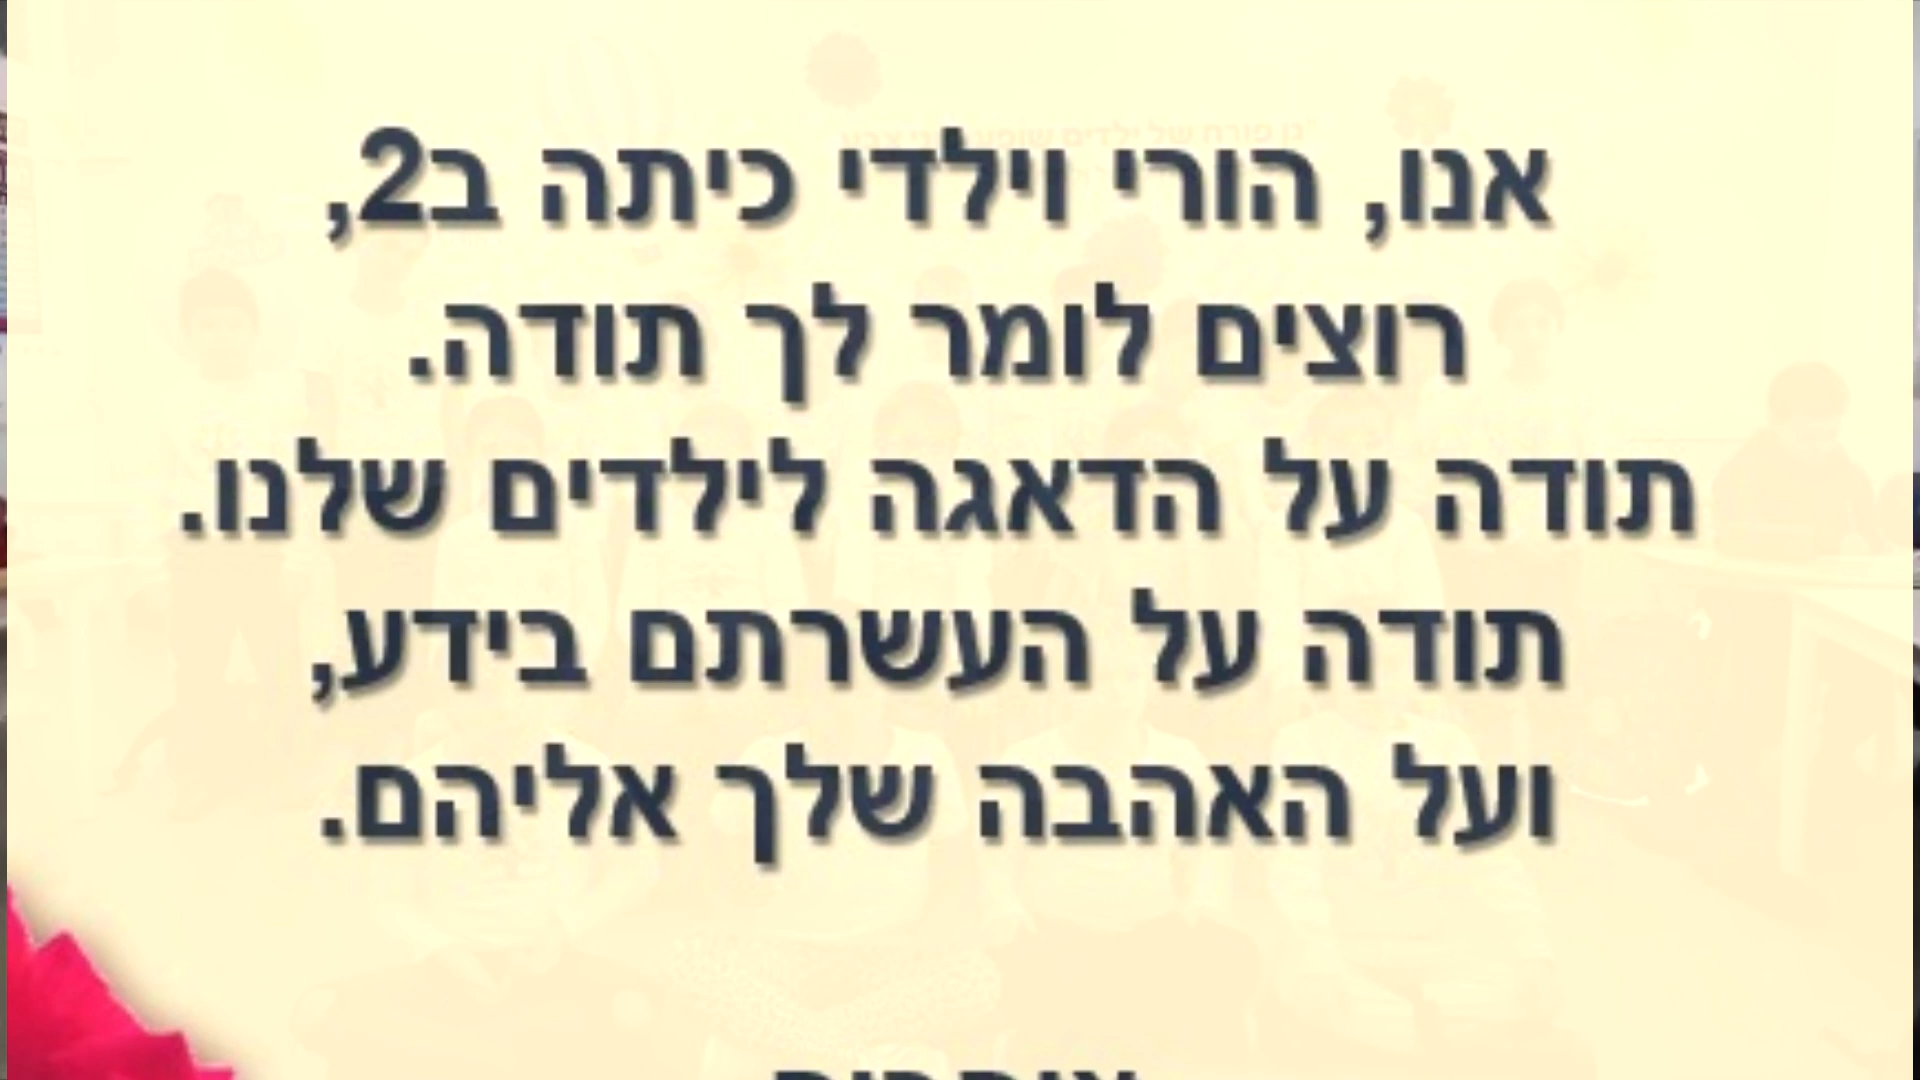 אנו, הורי וילדי כיתה ב2,
רוצים לומר לך תודה.
תודה על הדאגה לילדים שלנו.
תודה על העשרתם בידע,
ועל האהבה שלך אליהם.